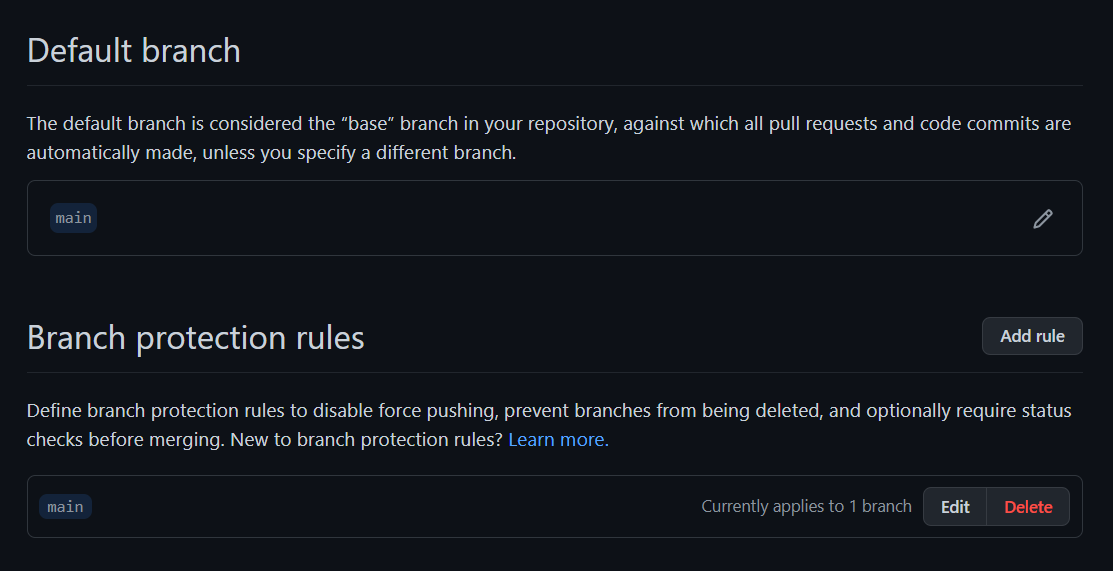 Default branch
The default branch is considered the “base” branch in your repository, against which all pull requests and code commits are
automatically made, unless you specify a different branch.
main
Branch protection rules
Add rule
Define branch protection rules to disable force pushing, prevent branches from being deleted, and optionally require status
checks before merging. New to branch protection rules? Learn more.
main
Currently applies to 1 branch
Edit
Delete